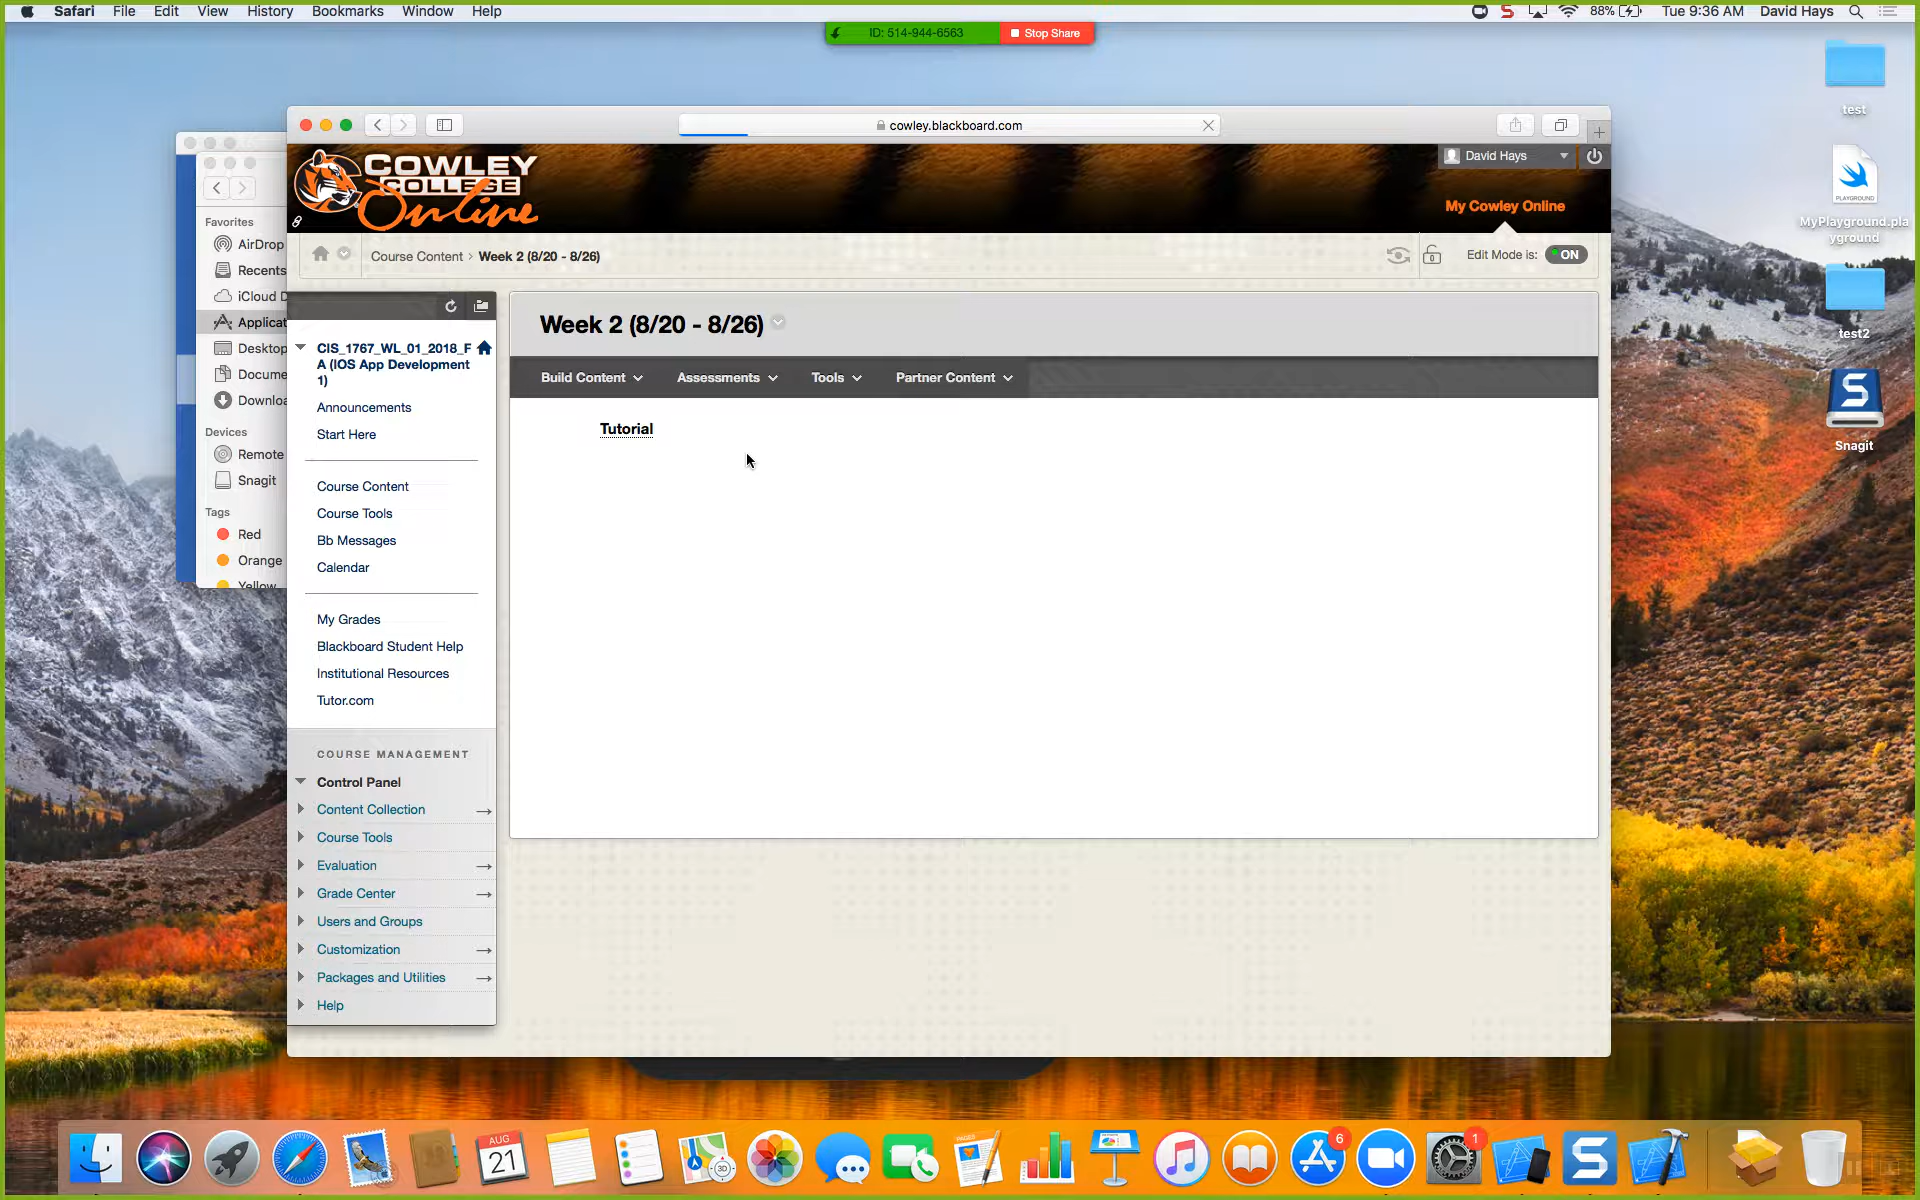 Safari File Edit View History Bookmarks Window Help
88% Tue 9:36 AM David Hays
ID: 514-944-6563 Stop Share
test
cowley.blackboard.com
COWLEY
COLLEGE
Online
David Hays
My Cowley Online
PLAYGROUND
MyPlayground.pla
yground
Favorites
AirDrop
Recents
iCloud D
Applicat
Desktop
Docume
Downloa
Devices
Remote
Snagit
Tags
Red
Orange
Yellow
Course Content > Week 2 (8/20 - 8/26)
Edit Mode is: ON
test2
Snagit
CIS_1767_WL_01_2018_F
A (IOS App Development
1)
Announcements
Start Here
Course Content
Course Tools
Bb Messages
Calendar
My Grades
Blackboard Student Help
Institutional Resources
Tutor.com
COURSE MANAGEMENT
Control Panel
Content Collection
Course Tools
Evaluation
Grade Center
Users and Groups
Customization
Packages and Utilities
Help
Week 2 (8/20 - 8/26)
Build Content Assessments Tools Partner Content
Tutorial
AUG
21
3D
PAGES
6
1
S